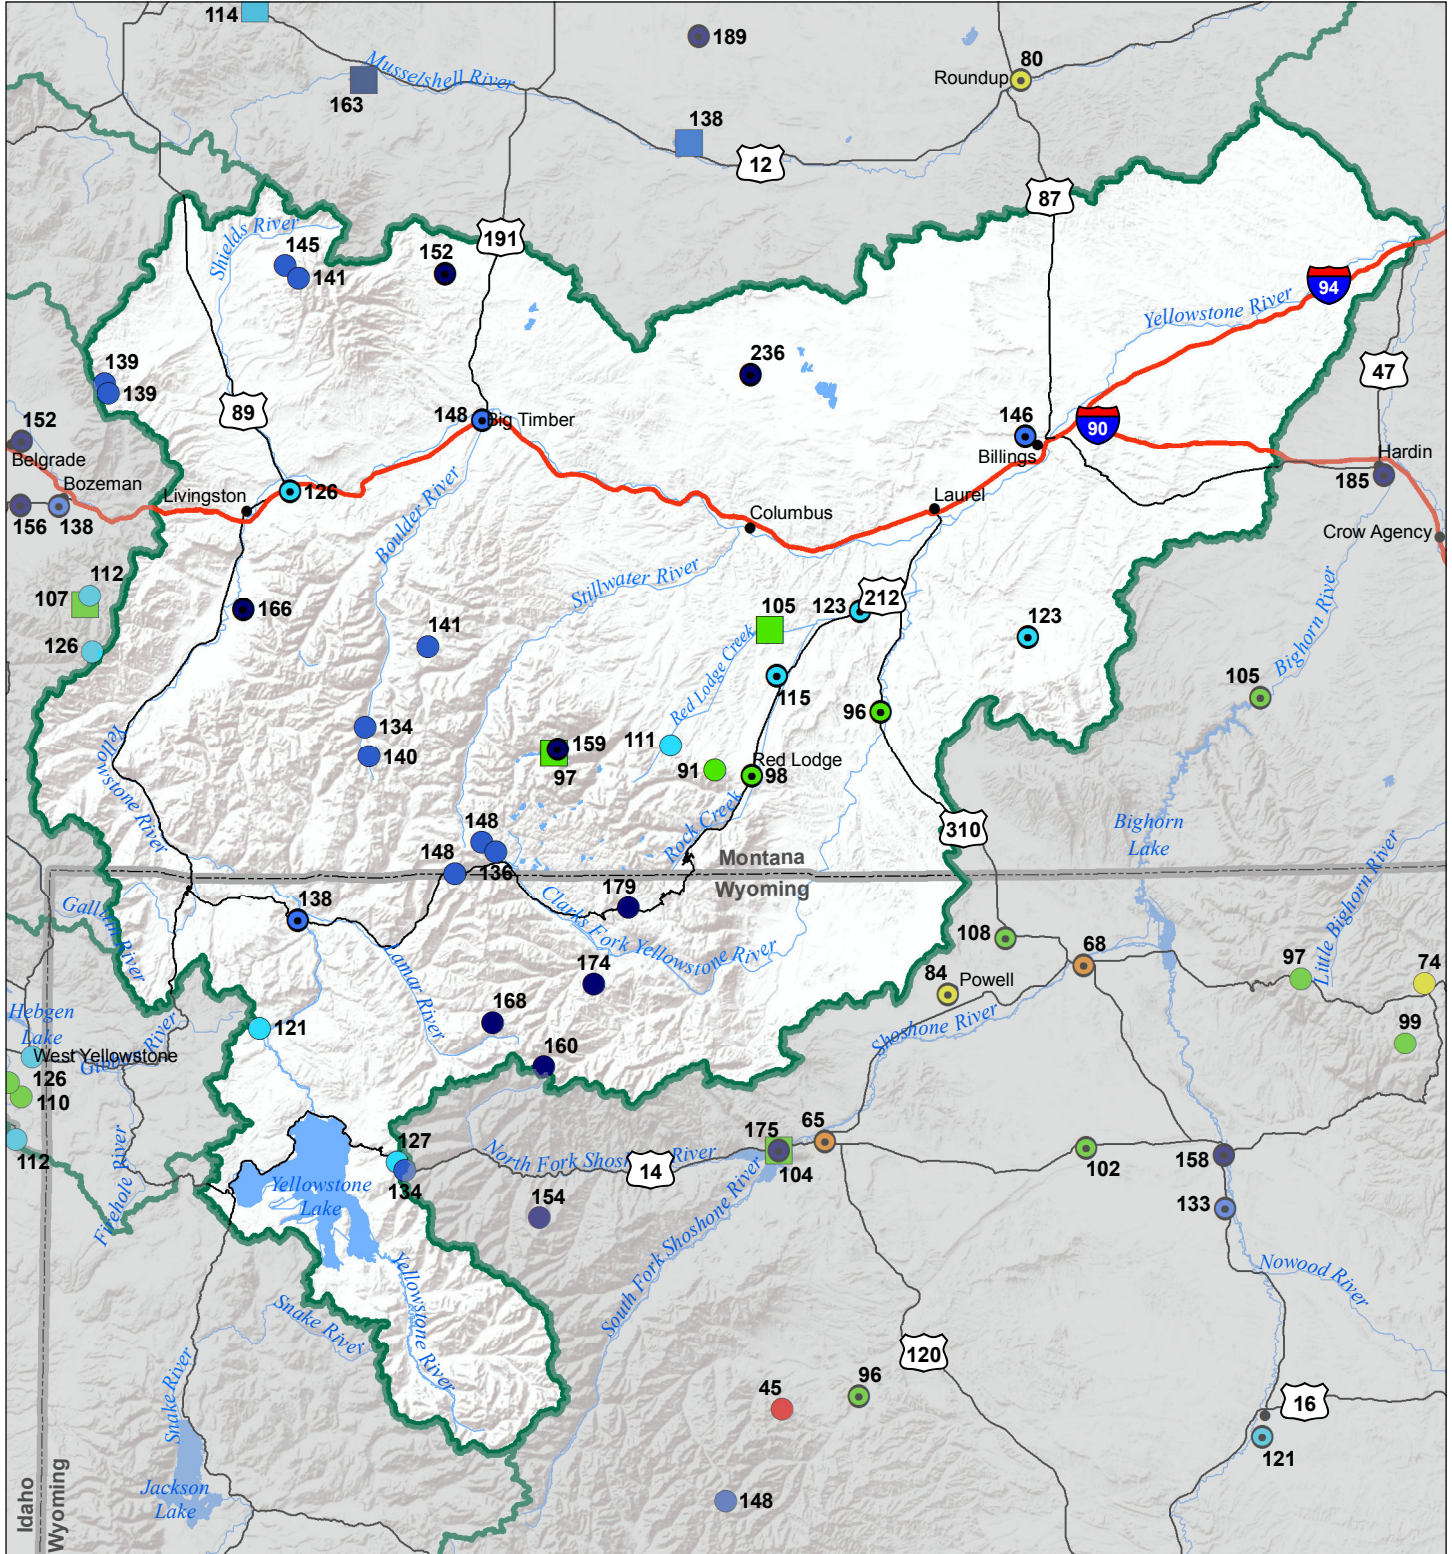 114
189
Musselshell River
80
Roundup
163
138
12
87
Shields River
191
145
152
141
94
Yellowstone River
139
139
236
47
89
148
Big Timber
146
90
152
Belgrade
Billings
Hardin
Bozeman
185
Livingston
126
Laurel
156
138
Columbus
Crow Agency
Boulder River
Stillwater River
112
107
166
105
123
212
Bighorn River
126
141
Red Lodge Creek
123
115
105
96
134
111
Yellowstone River
159
140
97
91
Red Lodge
98
148
Rock Creek
310
Bighorn
Lake
148
136
Montana
Wyoming
179
Little Bighorn River
Gallatin River
138
Clarks Fork Yellowstone River
108
68
Lamar River
174
84
Powell
97
74
Hebgen
Lake
121
168
Shoshone River
99
West Yellowstone
Gibbon River
160
126
110
112
127
175
65
North Fork Shoshone River
14
104
102
158
Firehole River
134
Yellowstone
Lake
154
133
South Fork Shoshone River
Yellowstone River
Nowood River
Snake River
120
Snake River
45
96
16
121
Jackson
Lake
148
Idaho
Wyoming